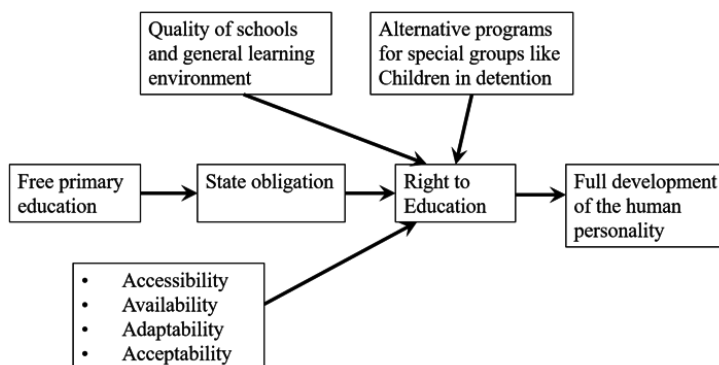 Quality of schools
and general learning
environment
Alternative programs
for special groups like
Children in detention
Free primary
education
State obligation
Right to
Education
Full development
of the human
personality
• Accessibility
• Availability
• Adaptability
• Acceptability